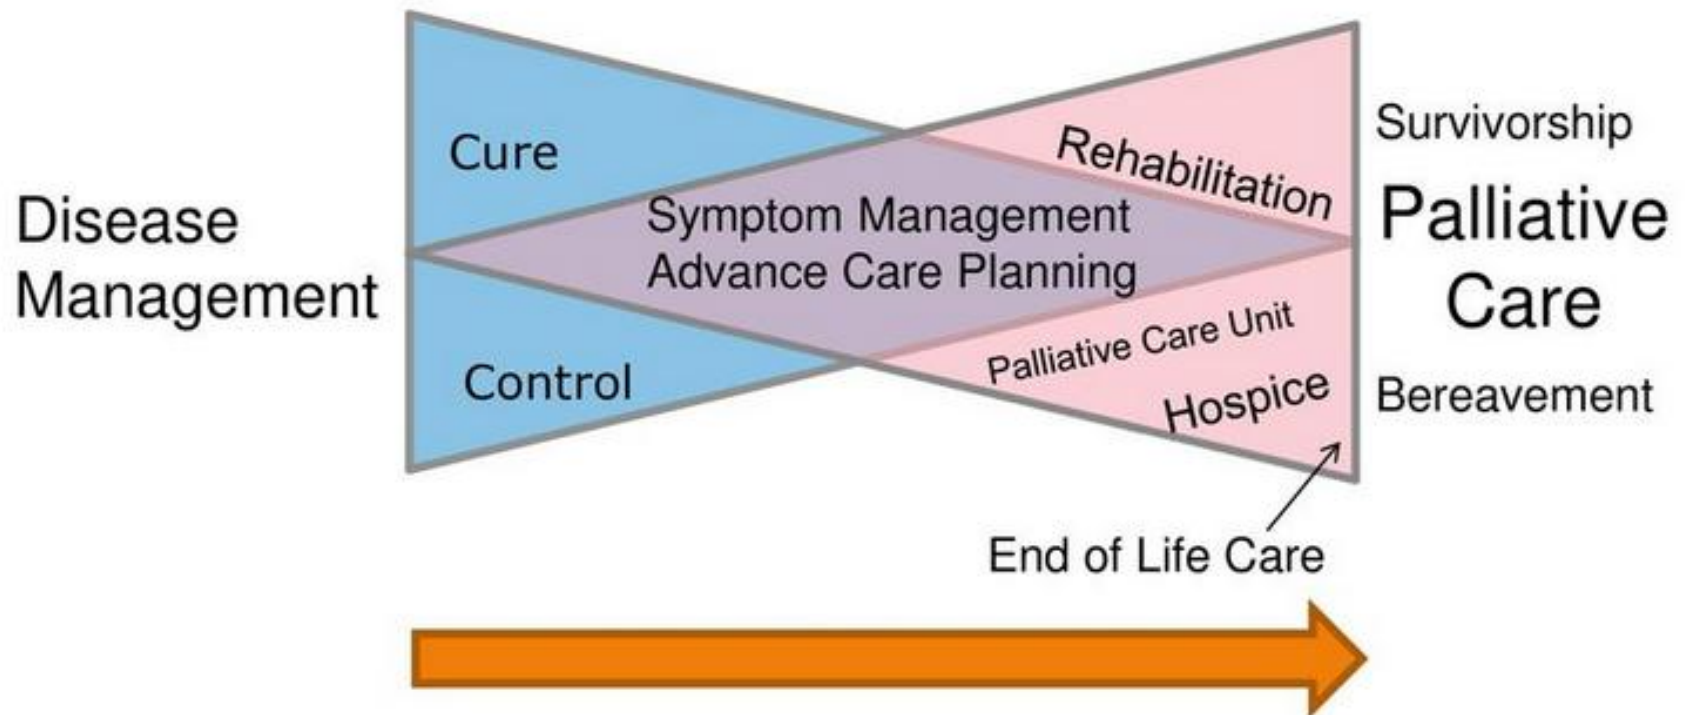 Disease
Management
Cure
Control
Symptom Management
Advance Care Planning
Rehabilitation
Palliative Care Unit
Hospice
Survivorship
Palliative
Care
Bereavement
End of Life Care